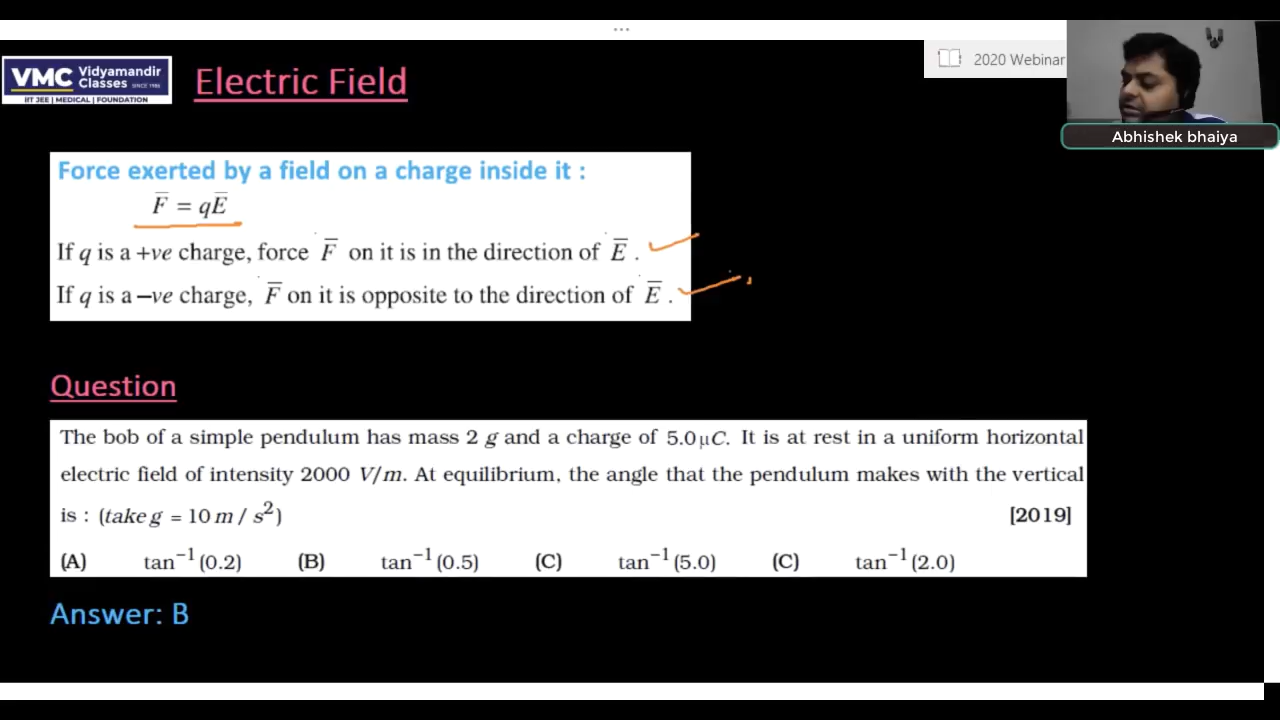 ...
2020 Webinar
VMC Vidyamandir Classes SINCE 1986
IIT JEE | MEDICAL | FOUNDATION
Electric Field
Abhishek bhaiya
Force exerted by a field on a charge inside it :
F̅ = qE̅
If q is a +ve charge, force F̅ on it is in the direction of E̅ .
If q is a –ve charge, F̅ on it is opposite to the direction of E̅ .
Question
The bob of a simple pendulum has mass 2 g and a charge of 5.0 µC. It is at rest in a uniform horizontal
electric field of intensity 2000 V/m. At equilibrium, the angle that the pendulum makes with the vertical
is : (take g = 10 m / s²) [2019]
(A) tan⁻¹(0.2) (B) tan⁻¹(0.5) (C) tan⁻¹(5.0) (C) tan⁻¹(2.0)
Answer: B